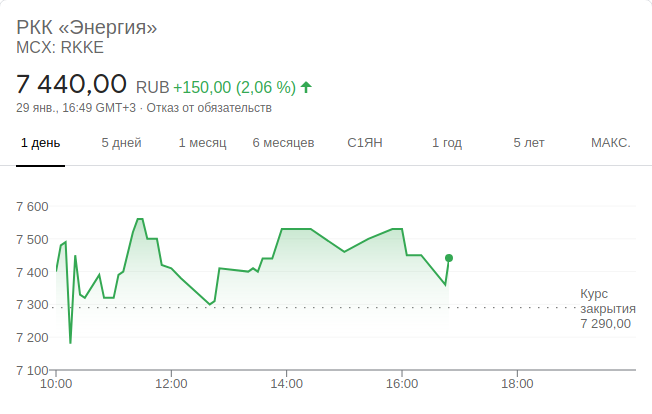 РКК «Энергия»
MCX: RKKE
7 440,00 RUB +150,00 (2,06 %)
29 янв., 16:49 GMT+3 · Отказ от обязательств
1 день 5 дней 1 месяц 6 месяцев С1ЯН 1 год 5 лет МАКС.
7 600
7 500
7 400
7 300
7 200
7 100
Курс
закрытия
7 290,00
10:00 12:00 14:00 16:00 18:00